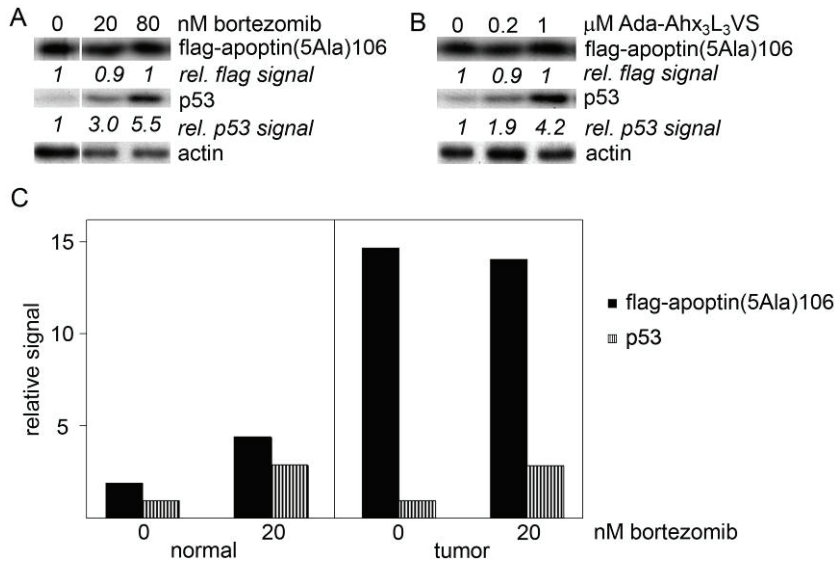 A
0 20 80 nM bortezomib
flag-apoptin(5Ala)106
1 0.9 1 rel. flag signal
p53
1 3.0 5.5 rel. p53 signal
actin
B
0 0.2 1 μM Ada-Ahx₃L₃VS
flag-apoptin(5Ala)106
1 0.9 1 rel. flag signal
p53
1 1.9 4.2 rel. p53 signal
actin
C
relative signal
15
10
5
flag-apoptin(5Ala)106
p53
0 20 0 20 nM bortezomib
normal tumor